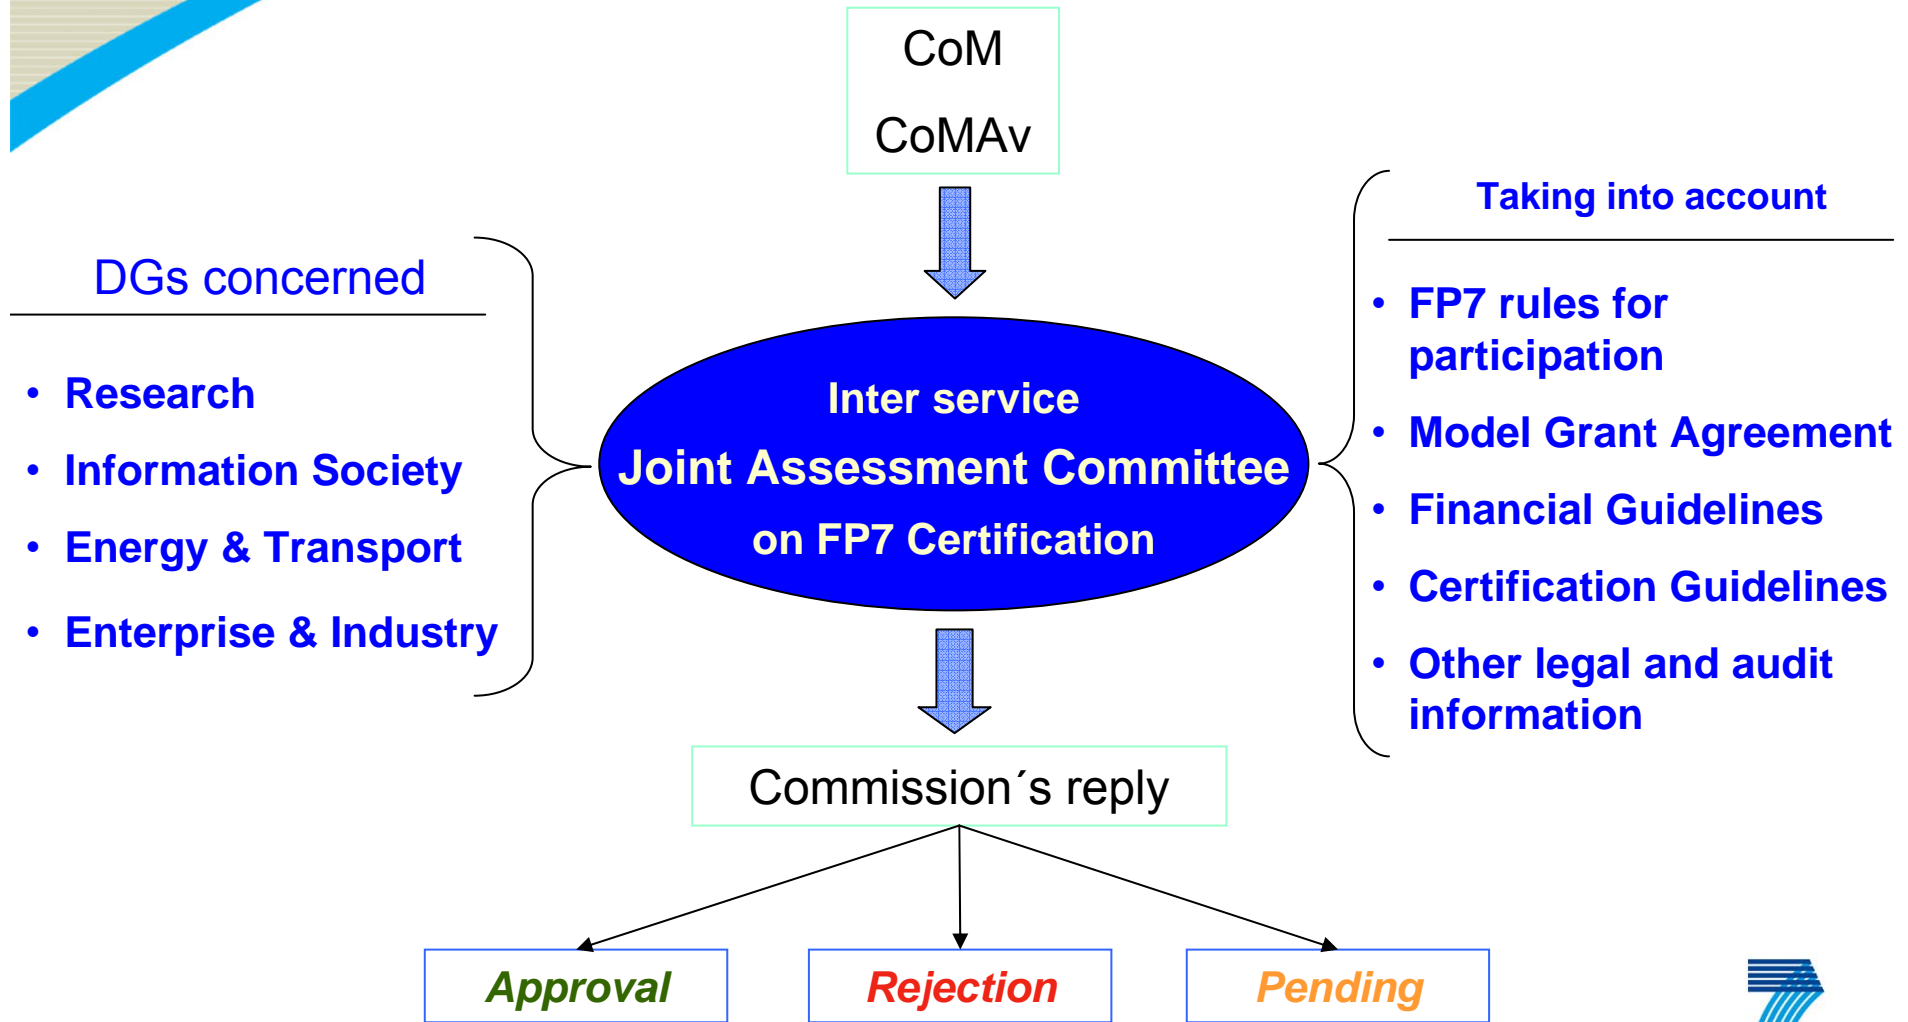 CoM
CoMAv
DGs concerned
• Research
• Information Society
• Energy & Transport
• Enterprise & Industry
Inter service
Joint Assessment Committee
on FP7 Certification
Taking into account
• FP7 rules for
participation
• Model Grant Agreement
• Financial Guidelines
• Certification Guidelines
• Other legal and audit
information
Commission´s reply
Approval
Rejection
Pending